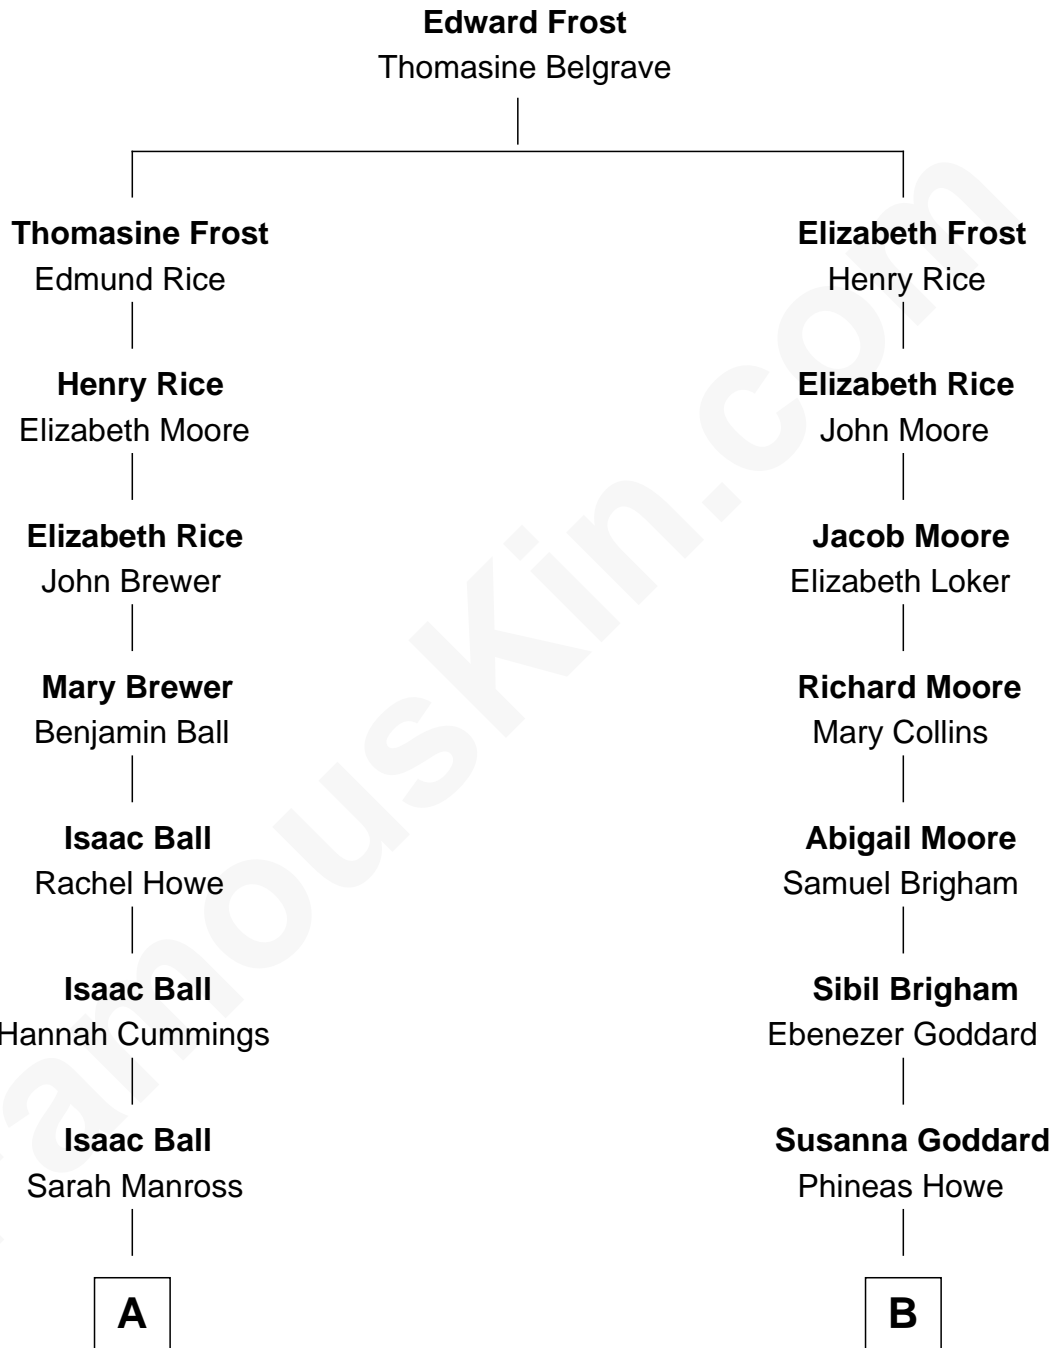 Edward Frost
Thomasine Belgrave
Thomasine Frost
Edmund Rice
Elizabeth Frost
Henry Rice
Henry Rice
Elizabeth Moore
Elizabeth Rice
John Moore
Elizabeth Rice
John Brewer
Jacob Moore
Elizabeth Loker
Mary Brewer
Benjamin Ball
Richard Moore
Mary Collins
Isaac Ball
Rachel Howe
Abigail Moore
Samuel Brigham
Isaac Ball
Hannah Cummings
Sibil Brigham
Ebenezer Goddard
Isaac Ball
Sarah Manross
Susanna Goddard
Phineas Howe
A
B
famouskin.com